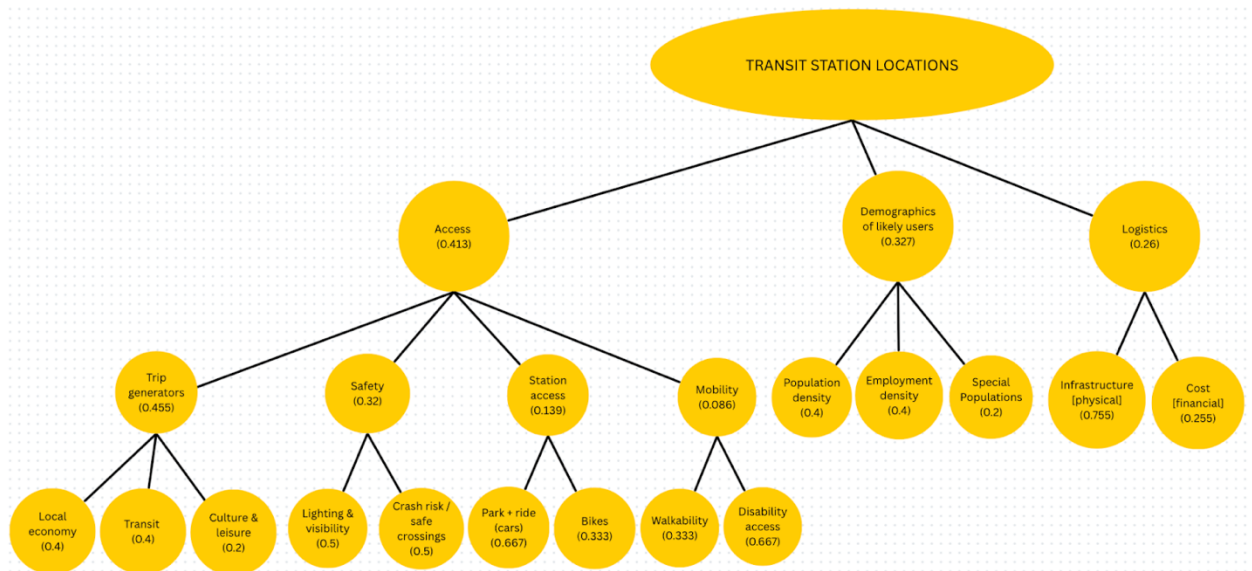 TRANSIT STATION LOCATIONS
Access
(0.413)
Demographics
of likely users
(0.327)
Logistics
(0.26)
Trip
generators
(0.455)
Safety
(0.32)
Station
access
(0.139)
Mobility
(0.086)
Population
density
(0.4)
Employment
density
(0.4)
Special
Populations
(0.2)
Infrastructure
[physical]
(0.755)
Cost
[financial]
(0.255)
Local
economy
(0.4)
Transit
(0.4)
Culture &
leisure
(0.2)
Lighting &
visibility
(0.5)
Crash risk /
safe
crossings
(0.5)
Park + ride
(cars)
(0.667)
Bikes
(0.333)
Walkability
(0.333)
Disability
access
(0.667)